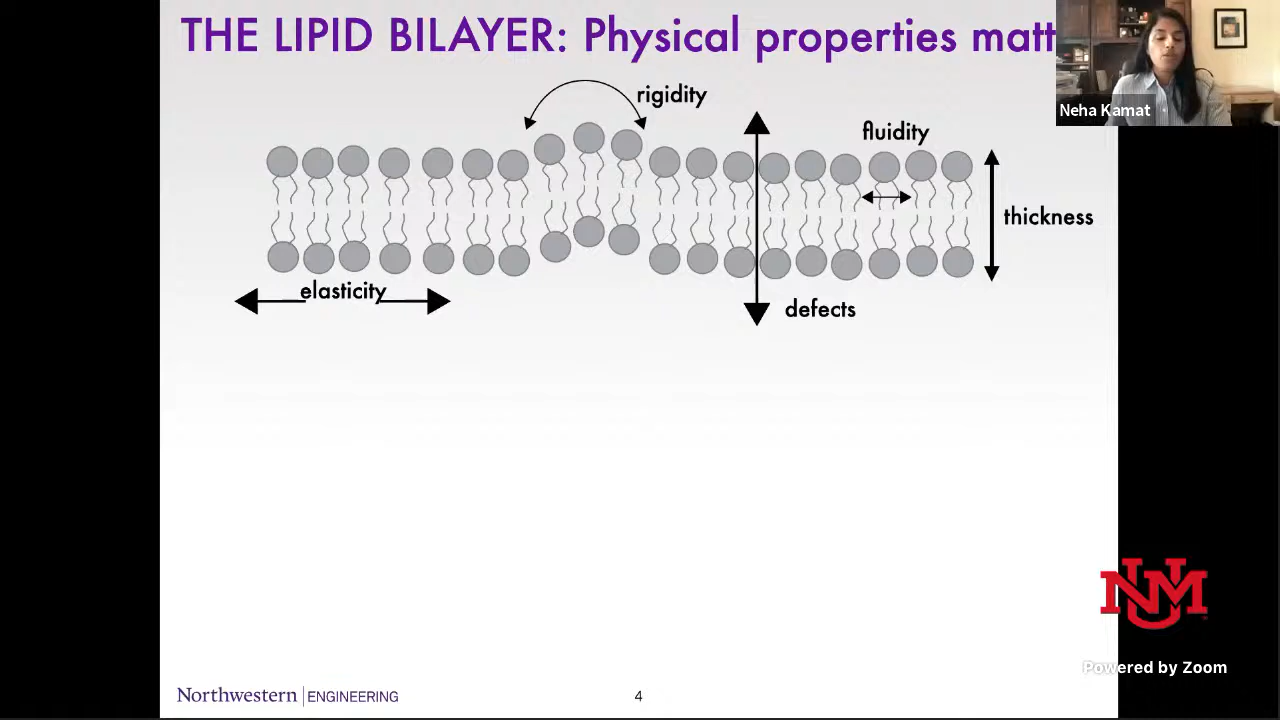 THE LIPID BILAYER: Physical properties matt
Neha Kamat
rigidity
fluidity
thickness
elasticity
defects
UNM
Powered by Zoom
Northwestern | ENGINEERING
4